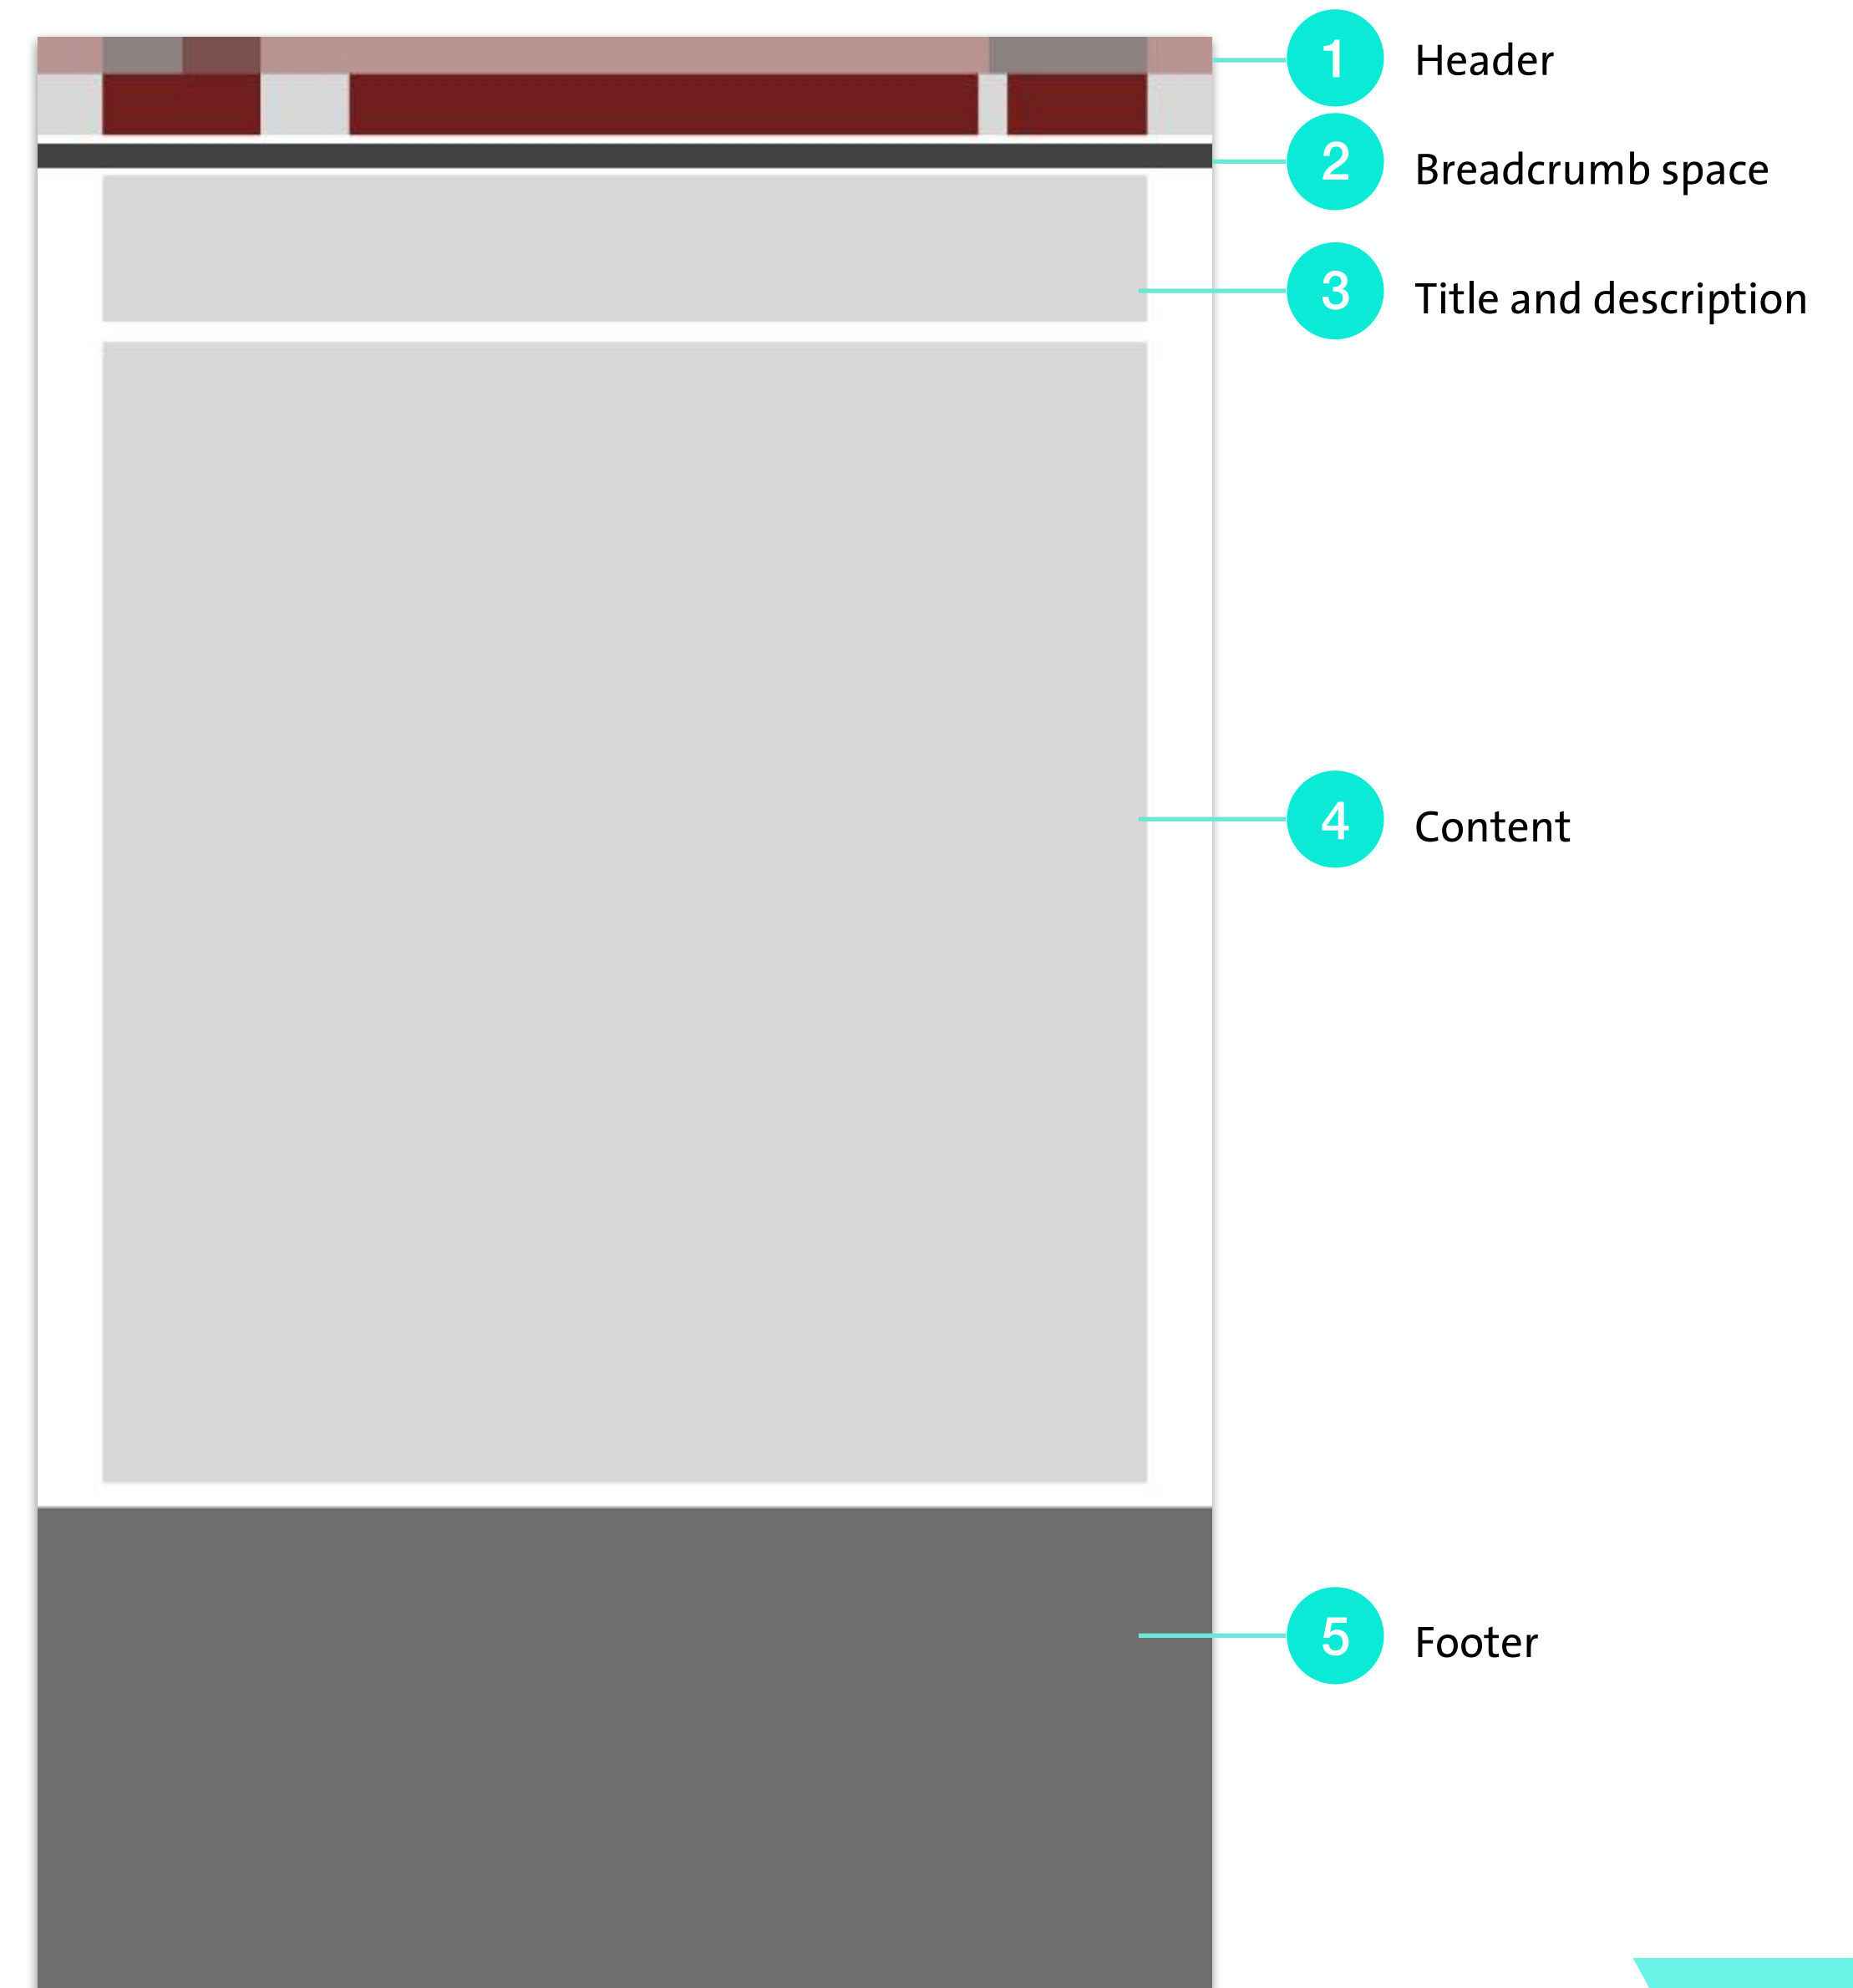 1 Header
2 Breadcrumb space
3 Title and description
4 Content
5 Footer